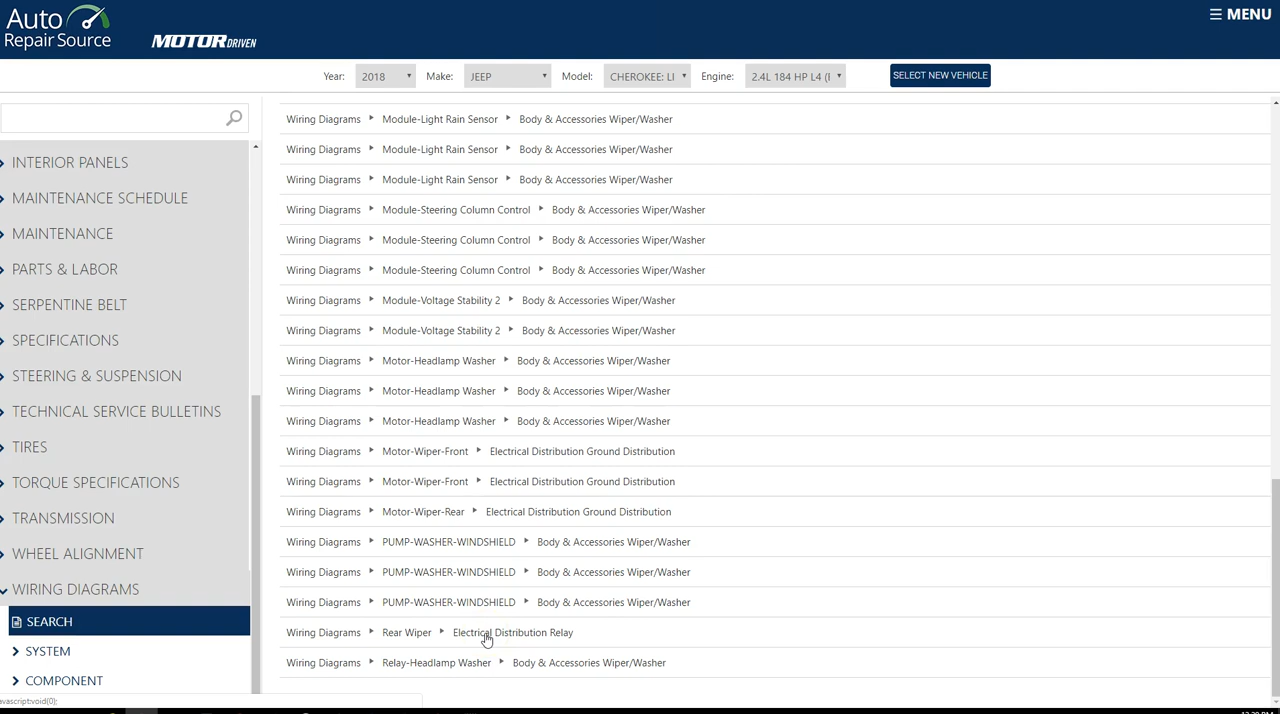 Auto
Repair Source
MOTOR DRIVEN
☰ MENU
Year: 2018 Make: JEEP Model: CHEROKEE: LI Engine: 2.4L 184 HP L4 (I SELECT NEW VEHICLE
INTERIOR PANELS
MAINTENANCE SCHEDULE
MAINTENANCE
PARTS & LABOR
SERPENTINE BELT
SPECIFICATIONS
STEERING & SUSPENSION
TECHNICAL SERVICE BULLETINS
TIRES
TORQUE SPECIFICATIONS
TRANSMISSION
WHEEL ALIGNMENT
WIRING DIAGRAMS
SEARCH
SYSTEM
COMPONENT
avascript:void(0);
Wiring Diagrams Module-Light Rain Sensor Body & Accessories Wiper/Washer
Wiring Diagrams Module-Light Rain Sensor Body & Accessories Wiper/Washer
Wiring Diagrams Module-Light Rain Sensor Body & Accessories Wiper/Washer
Wiring Diagrams Module-Steering Column Control Body & Accessories Wiper/Washer
Wiring Diagrams Module-Steering Column Control Body & Accessories Wiper/Washer
Wiring Diagrams Module-Steering Column Control Body & Accessories Wiper/Washer
Wiring Diagrams Module-Voltage Stability 2 Body & Accessories Wiper/Washer
Wiring Diagrams Module-Voltage Stability 2 Body & Accessories Wiper/Washer
Wiring Diagrams Motor-Headlamp Washer Body & Accessories Wiper/Washer
Wiring Diagrams Motor-Headlamp Washer Body & Accessories Wiper/Washer
Wiring Diagrams Motor-Headlamp Washer Body & Accessories Wiper/Washer
Wiring Diagrams Motor-Wiper-Front Electrical Distribution Ground Distribution
Wiring Diagrams Motor-Wiper-Front Electrical Distribution Ground Distribution
Wiring Diagrams Motor-Wiper-Rear Electrical Distribution Ground Distribution
Wiring Diagrams PUMP-WASHER-WINDSHIELD Body & Accessories Wiper/Washer
Wiring Diagrams PUMP-WASHER-WINDSHIELD Body & Accessories Wiper/Washer
Wiring Diagrams PUMP-WASHER-WINDSHIELD Body & Accessories Wiper/Washer
Wiring Diagrams Rear Wiper Electrical Distribution Relay
Wiring Diagrams Relay-Headlamp Washer Body & Accessories Wiper/Washer